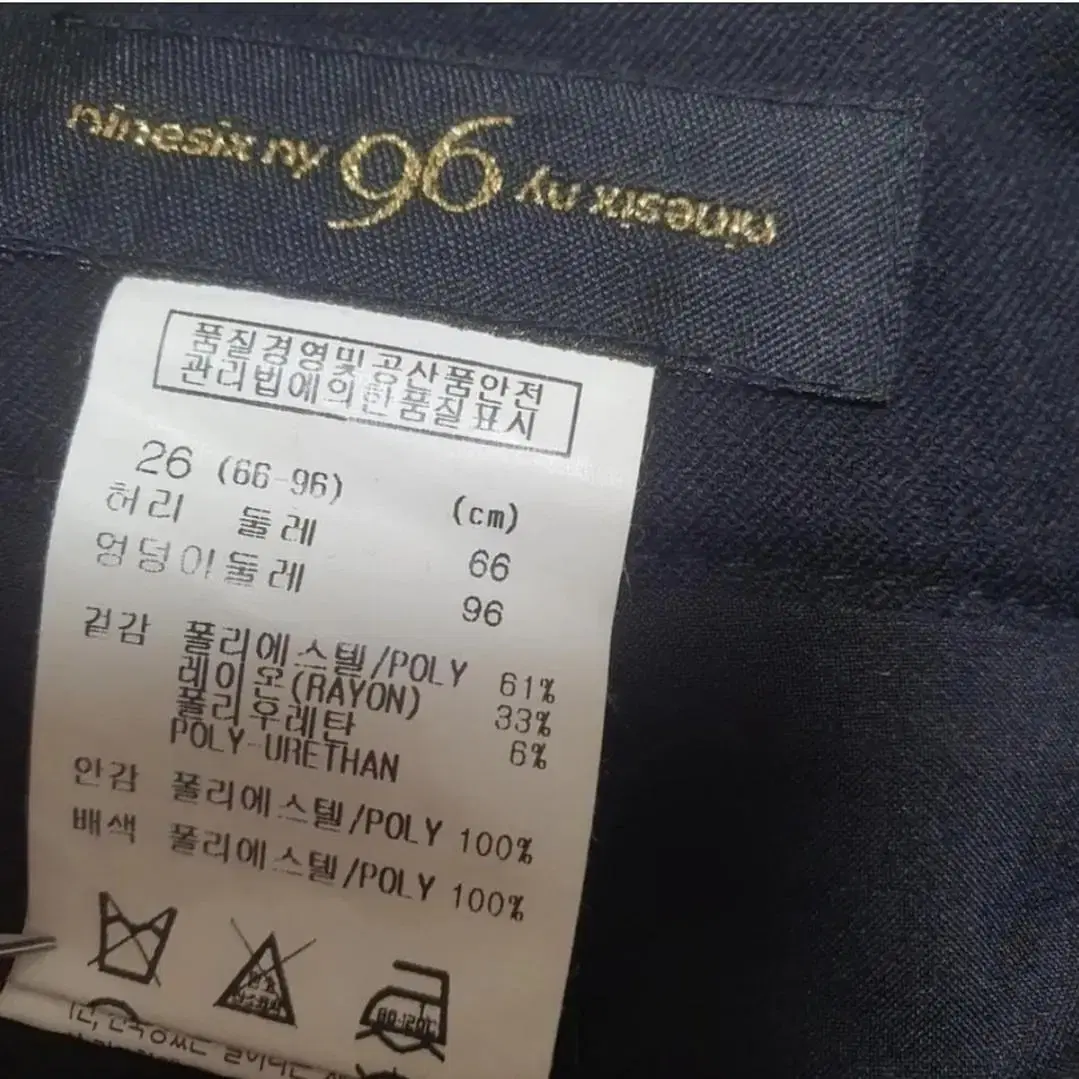 ninesix ny 96 ninesix ny
품질경영및공산품안전
관리법에의한품질표시
26 (66-96) (cm)
허리 둘레 66
엉덩이둘레 96
겉감 폴리에스텔/POLY 61%
레이온(RAYON) 33%
폴리우레탄 6%
POLY-URETHAN
안감 폴리에스텔/POLY 100%
배색 폴리에스텔/POLY 100%
80-120℃